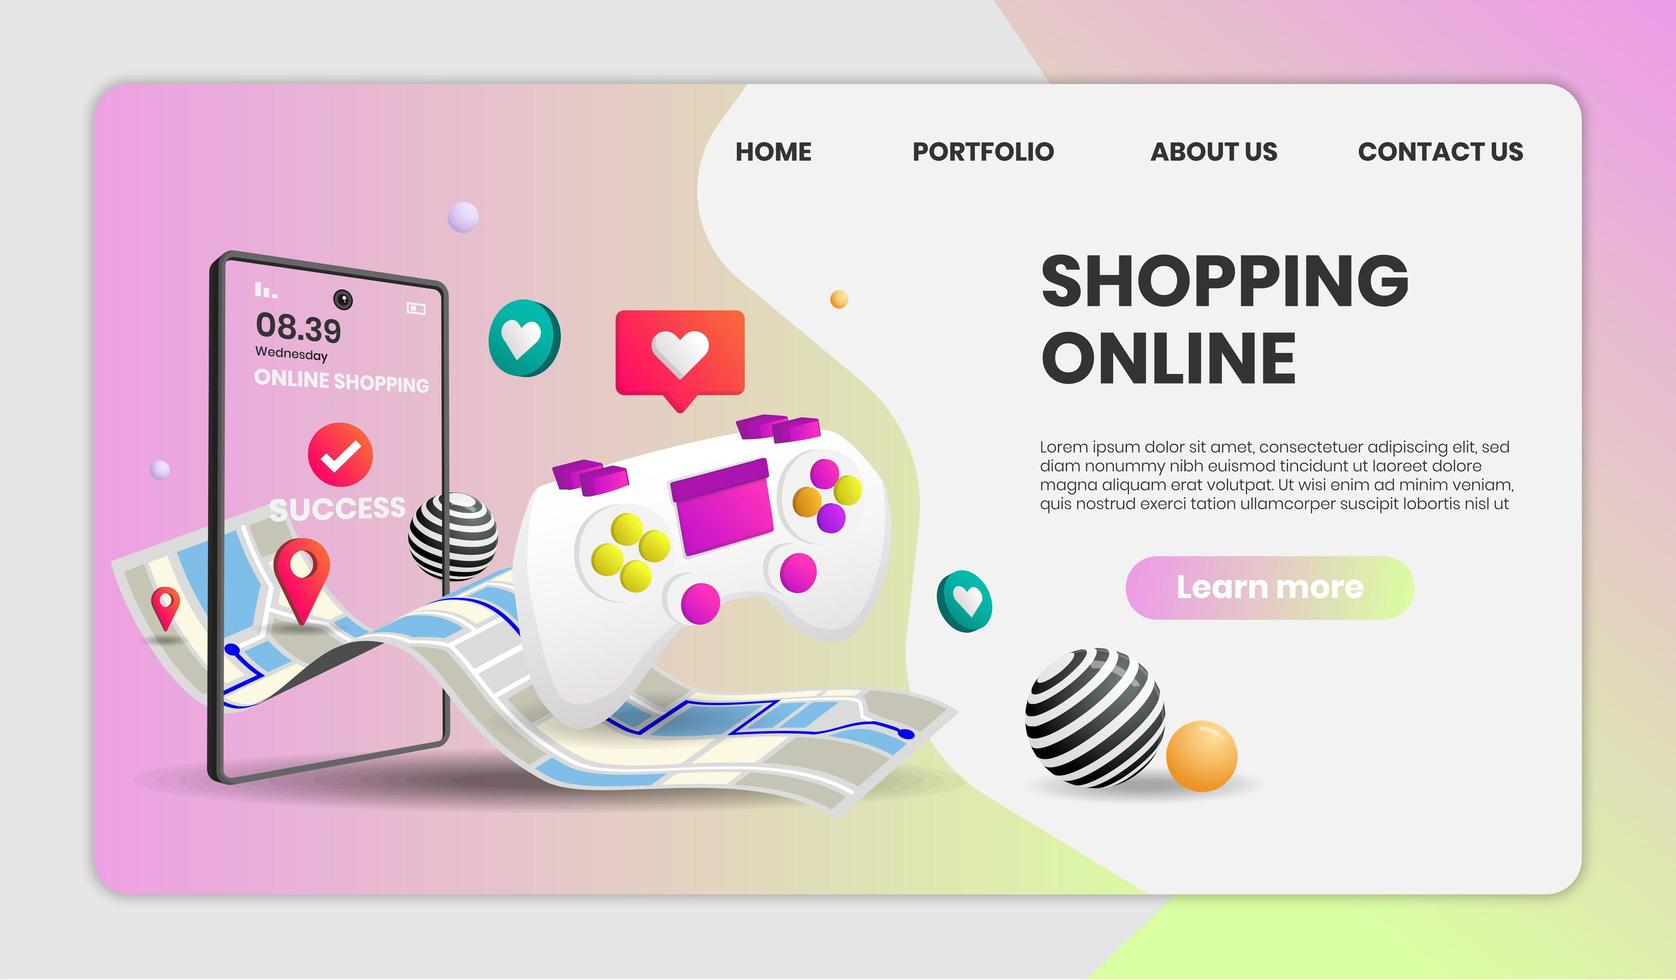 HOME PORTFOLIO ABOUT US CONTACT US
SHOPPING
ONLINE
Lorem ipsum dolor sit amet, consectetuer adipiscing elit, sed
diam nonummy nibh euismod tincidunt ut laoreet dolore
magna aliquam erat volutpat. Ut wisi enim ad minim veniam,
quis nostrud exerci tation ullamcorper suscipit lobortis nisl ut
Learn more
08.39
Wednesday
ONLINE SHOPPING
SUCCESS